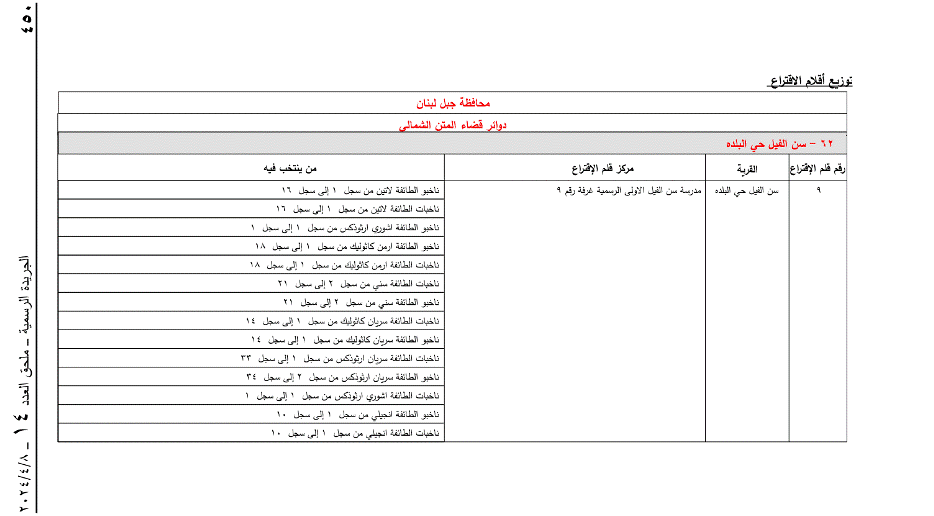 ٤٥٠
الجريدة الرسمية – ملحق العدد ١٤ – ٢٠٢٤/٤/٨
توزيع أقلام الاقتراع
محافظة جبل لبنان
دوائر قضاء المتن الشمالي
٦٢ - سن الفيل حي البلده
رقم قلم الإقتراع القرية مركز قلم الإقتراع من ينتخب فيه
٩ سن الفيل حي البلده مدرسة سن الفيل الاولى الرسمية غرفة رقم ٩ ناخبو الطائفة لاتين من سجل ١ إلى سجل ١٦
ناخبات الطائفة لاتين من سجل ١ إلى سجل ١٦
ناخبو الطائفة اشوري ارثوذكس من سجل ١ إلى سجل ١
ناخبو الطائفة ارمن كاثوليك من سجل ١ إلى سجل ١٨
ناخبات الطائفة ارمن كاثوليك من سجل ١ إلى سجل ١٨
ناخبات الطائفة سني من سجل ٢ إلى سجل ٢١
ناخبو الطائفة سني من سجل ٢ إلى سجل ٢١
ناخبات الطائفة سريان كاثوليك من سجل ١ إلى سجل ١٤
ناخبو الطائفة سريان كاثوليك من سجل ١ إلى سجل ١٤
ناخبات الطائفة سريان ارثوذكس من سجل ١ إلى سجل ٣٣
ناخبو الطائفة سريان ارثوذكس من سجل ٢ إلى سجل ٣٤
ناخبات الطائفة اشوري ارثوذكس من سجل ١ إلى سجل ١
ناخبو الطائفة انجيلي من سجل ١ إلى سجل ١٠
ناخبات الطائفة انجيلي من سجل ١ إلى سجل ١٠